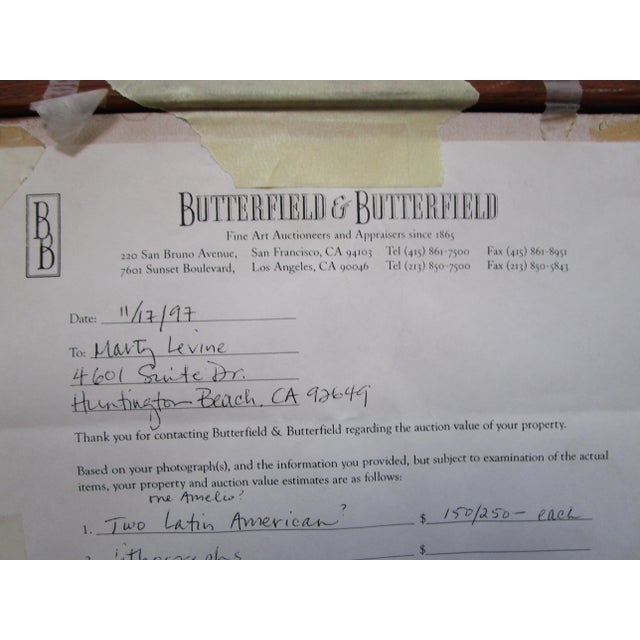 BB
BUTTERFIELD & BUTTERFIELD
Fine Art Auctioneers and Appraisers since 1865
220 San Bruno Avenue, San Francisco, CA 94103 Tel (415) 861-7500 Fax (415) 861-8951
7601 Sunset Boulevard, Los Angeles, CA 90046 Tel (213) 850-7500 Fax (213) 850-5843
Date: 11/17/97
To: Marty Levine
4601 Suite Dr.
Huntington Beach, CA 92649
Thank you for contacting Butterfield & Butterfield regarding the auction value of your property.
Based on your photograph(s), and the information you provided, but subject to examination of the actual
items, your property and auction value estimates are as follows:
one Amelio?
1. Two Latin American? $ 150/250- each
lithographs $